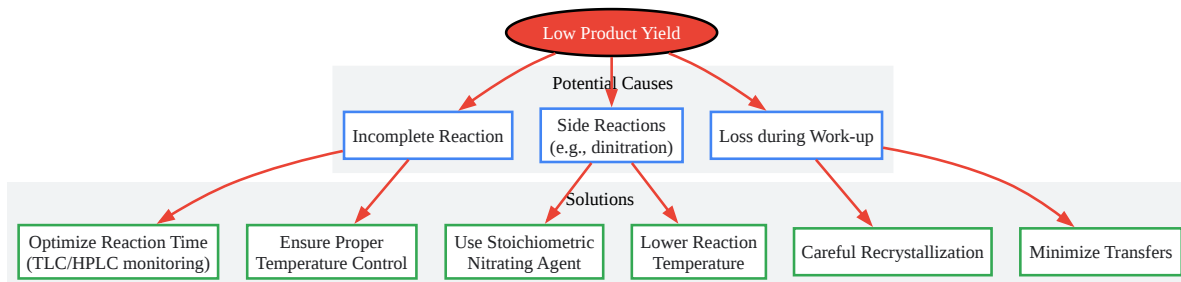 Low Product Yield
Potential Causes
Incomplete Reaction
Side Reactions
(e.g., dinitration)
Loss during Work-up
Solutions
Optimize Reaction Time
(TLC/HPLC monitoring)
Ensure Proper
Temperature Control
Use Stoichiometric
Nitrating Agent
Lower Reaction
Temperature
Careful Recrystallization
Minimize Transfers